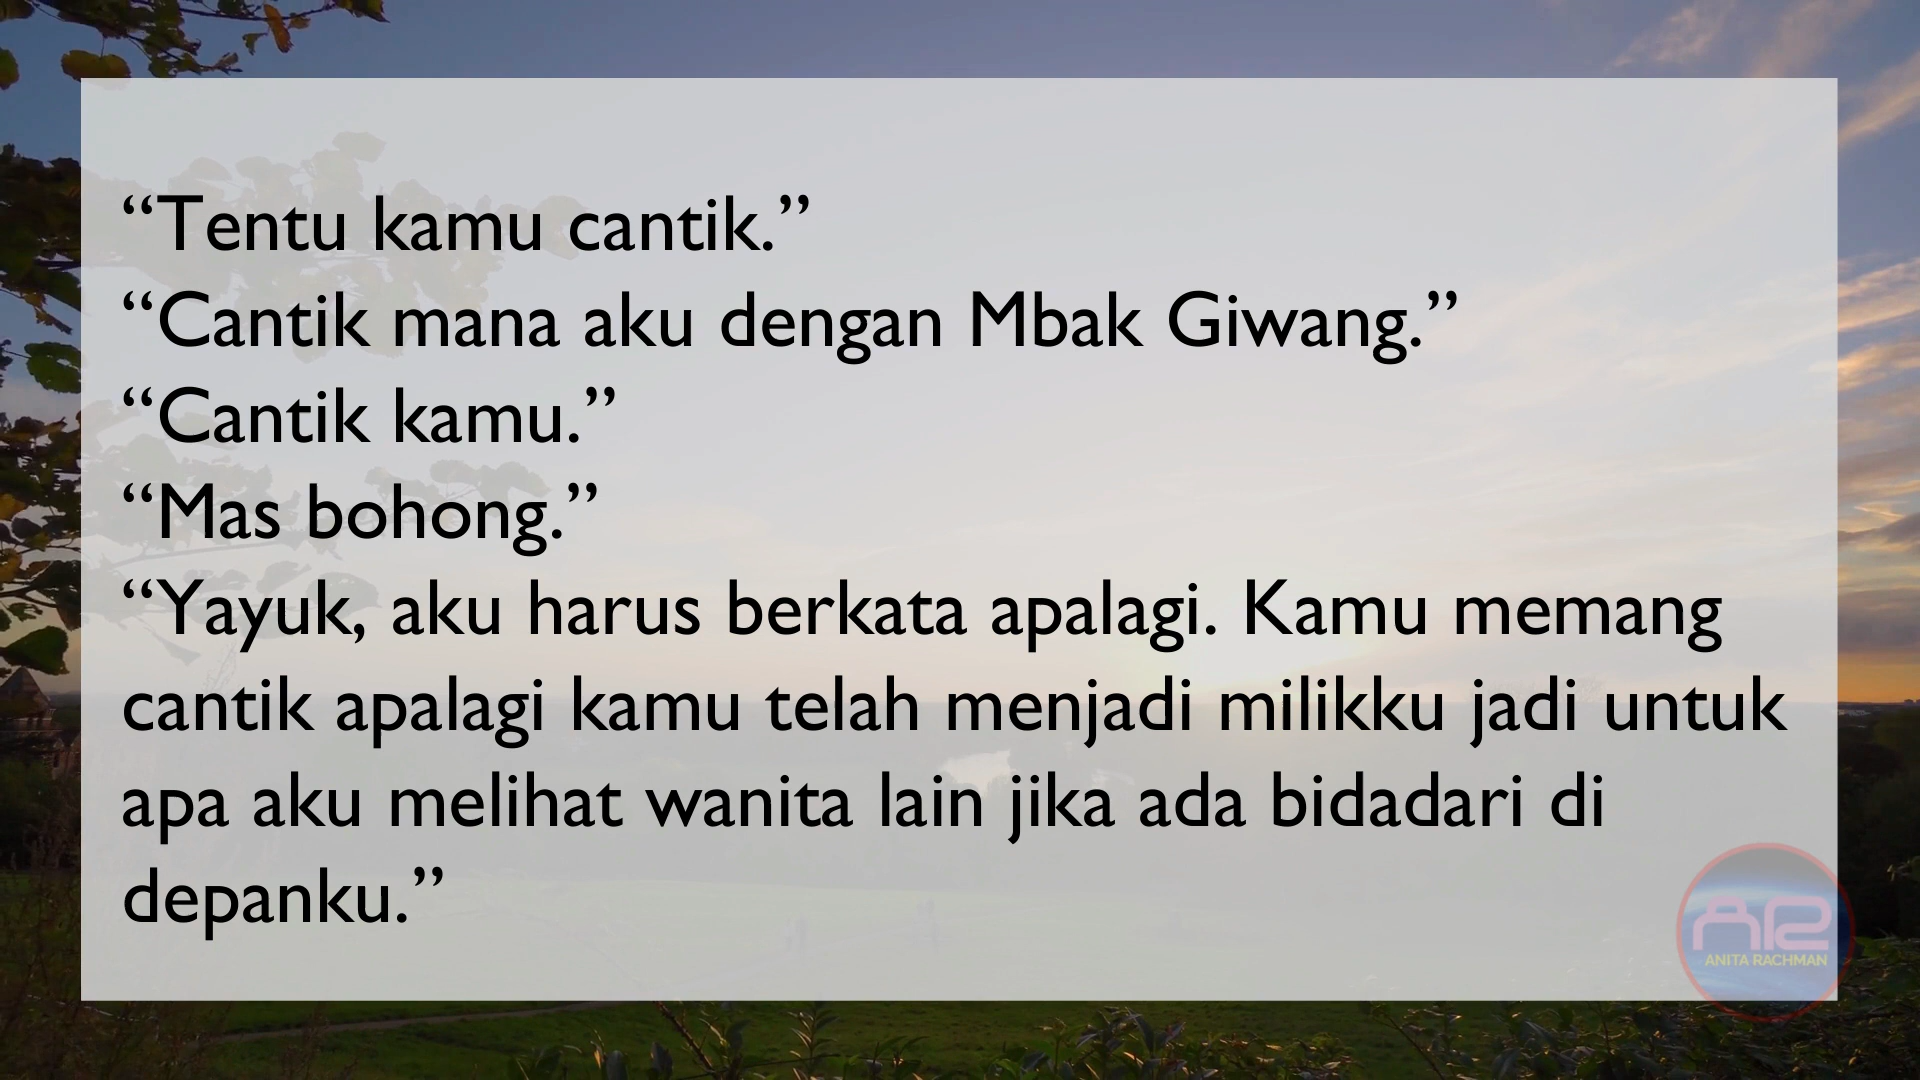 “Tentu kamu cantik.”
“Cantik mana aku dengan Mbak Giwang.”
“Cantik kamu.”
“Mas bohong.”
“Yayuk, aku harus berkata apalagi. Kamu memang
cantik apalagi kamu telah menjadi milikku jadi untuk
apa aku melihat wanita lain jika ada bidadari di
depanku.”
AR
ANITA RACHMAN